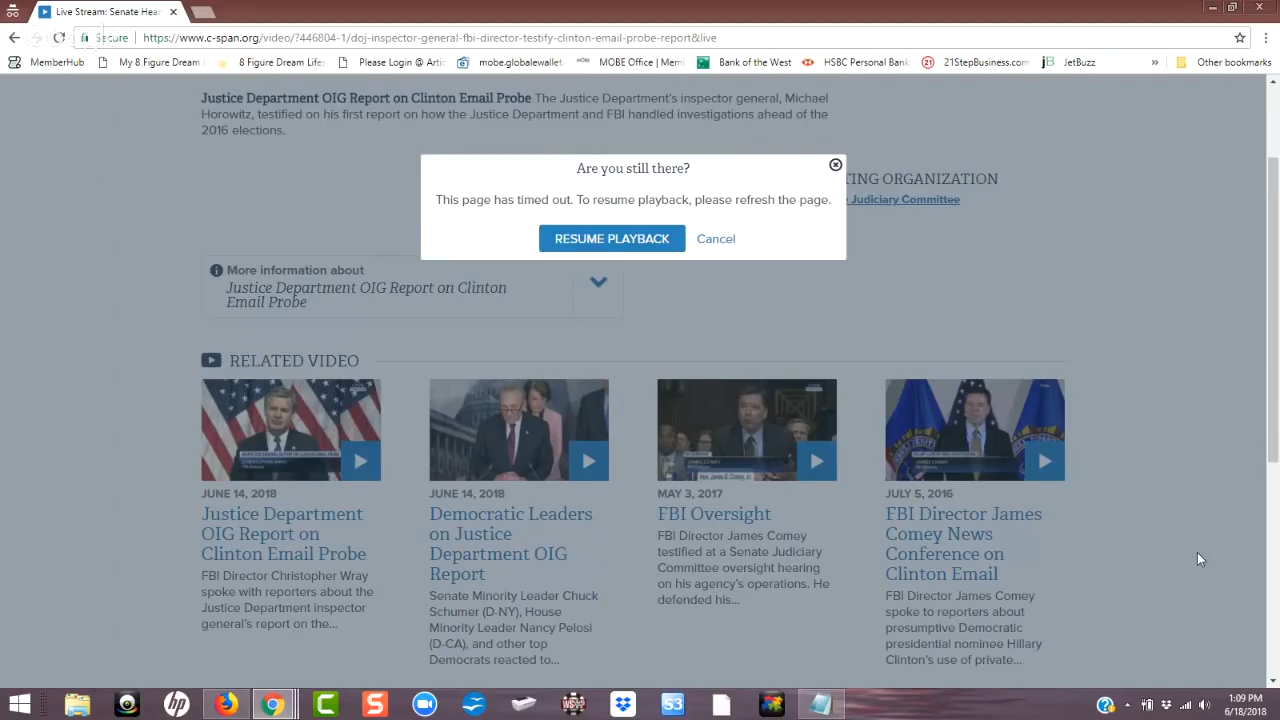 Live Stream: Senate Hear
Secure
https://www.c-span.org/video/?446804-1/doj-inspector-general-fbi-director-testify-clinton-email-probe-report&live
MemberHub
My 8 Figure Dream
8 Figure Dream Lifes
Please Login @ Artic
mobe.globalewallet.
MOBE Office | Memb
Bank of the West
HSBC Personal Bank
21StepBusiness.com
JetBuzz
»
Other bookmarks
Justice Department OIG Report on Clinton Email Probe The Justice Department's inspector general, Michael
Horowitz, testified on his first report on how the Justice Department and FBI handled investigations ahead of the
2016 elections.
Are you still there?
This page has timed out. To resume playback, please refresh the page.
RESUME PLAYBACK
Cancel
TING ORGANIZATION
Judiciary Committee
More information about
Justice Department OIG Report on Clinton
Email Probe
RELATED VIDEO
JUNE 14, 2018
Justice Department
OIG Report on
Clinton Email Probe
FBI Director Christopher Wray
spoke with reporters about the
Justice Department inspector
general's report on the...
JUNE 14, 2018
Democratic Leaders
on Justice
Department OIG
Report
Senate Minority Leader Chuck
Schumer (D-NY), House
Minority Leader Nancy Pelosi
(D-CA), and other top
Democrats reacted to...
MAY 3, 2017
FBI Oversight
FBI Director James Comey
testified at a Senate Judiciary
Committee oversight hearing
on his agency's operations. He
defended his...
JULY 5, 2016
FBI Director James
Comey News
Conference on
Clinton Email
FBI Director James Comey
spoke to reporters about
presumptive Democratic
presidential nominee Hillary
Clinton's use of private...
1:09 PM
6/18/2018